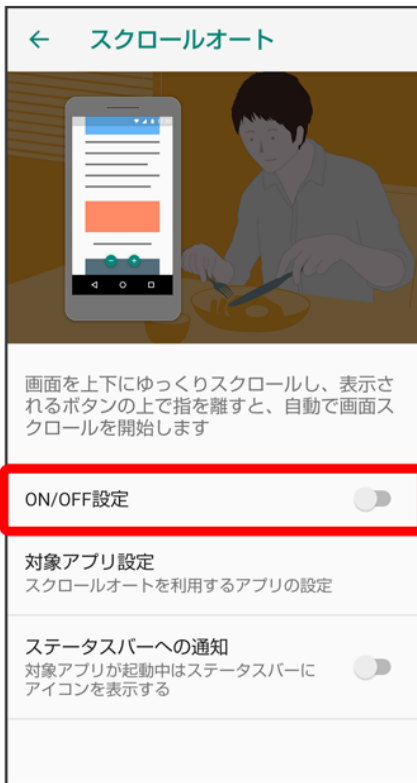 スクロールオート
画面を上下にゆっくりスクロールし、表示さ
れるボタンの上で指を離すと、自動で画面ス
クロールを開始します
ON/OFF設定
対象アプリ設定
スクロールオートを利用するアプリの設定
ステータスバーへの通知
対象アプリが起動中はステータスバーに
アイコンを表示する